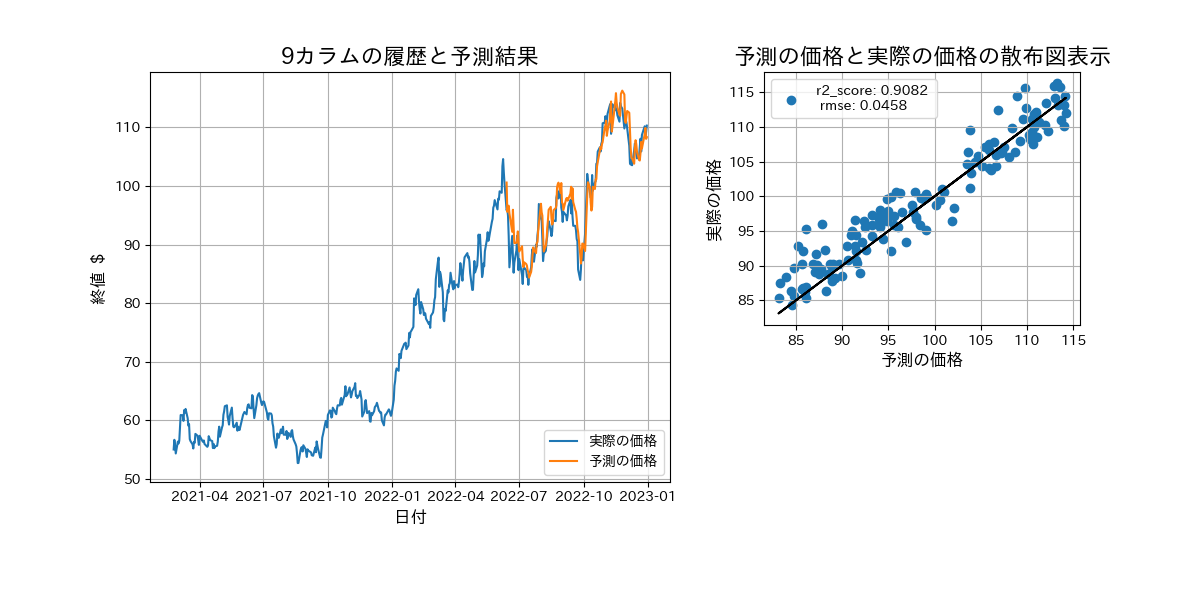 9カラムの履歴と予測結果
終値 $
110
100
90
80
70
60
50
2021-04 2021-07 2021-10 2022-01 2022-04 2022-07 2022-10 2023-01
日付
実際の価格
予測の価格
予測の価格と実際の価格の散布図表示
r2_score: 0.9082
rmse: 0.0458
実際の価格
115
110
105
100
95
90
85
85 90 95 100 105 110 115
予測の価格